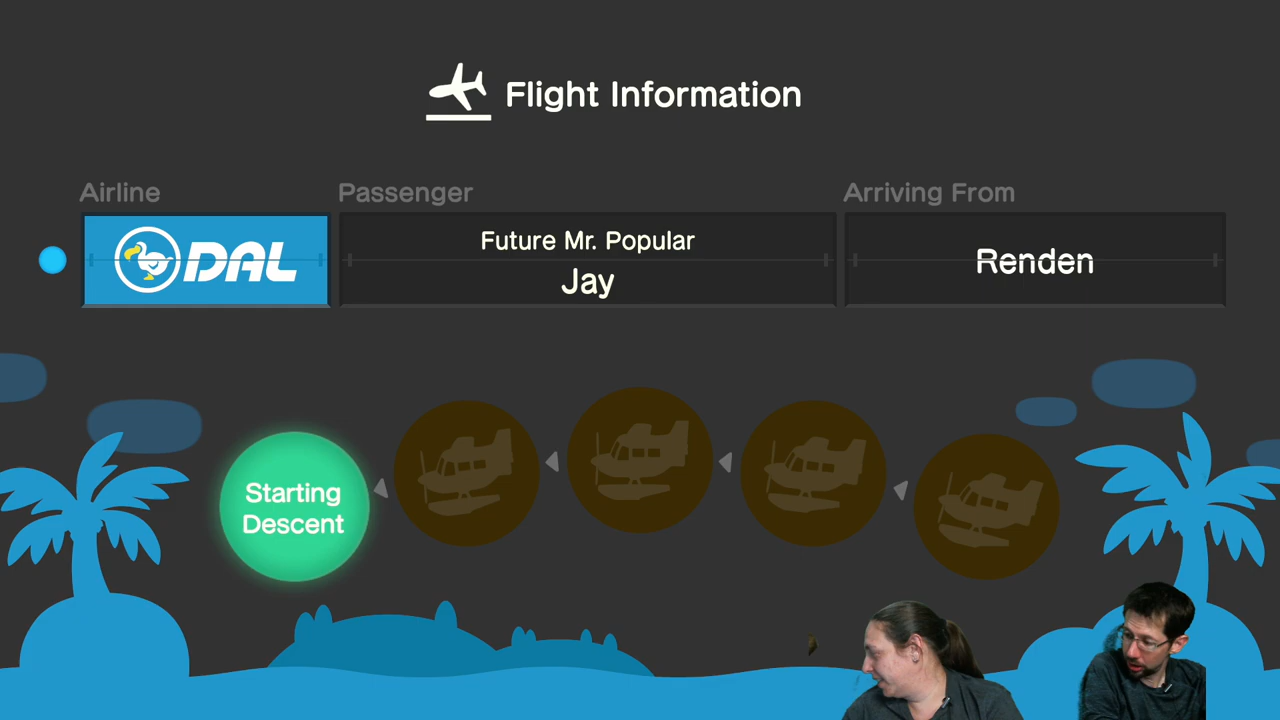 Flight Information
Airline
Passenger
Arriving From
DAL
Future Mr. Popular
Jay
Renden
Starting
Descent